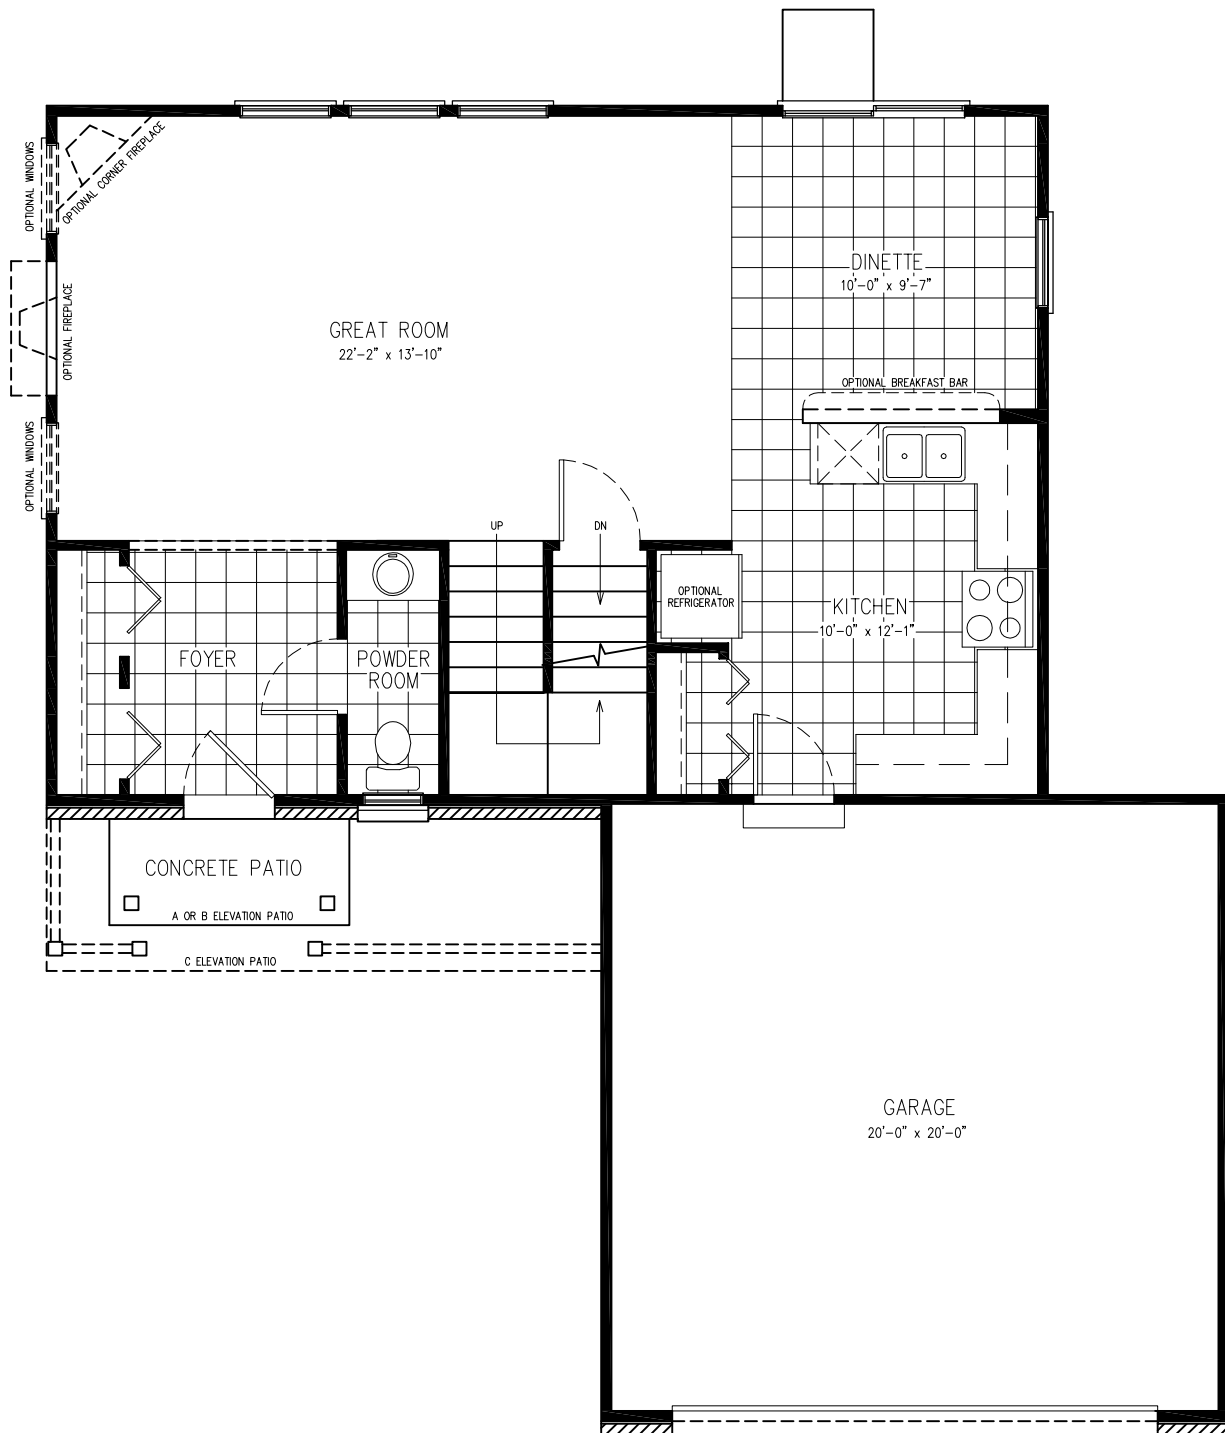 OPTIONAL WINDOWS
OPTIONAL CORNER FIREPLACE
OPTIONAL FIREPLACE
OPTIONAL WINDOWS
GREAT ROOM
22'-2" x 13'-10"
DINETTE
10'-0" x 9'-7"
OPTIONAL BREAKFAST BAR
UP
DN
OPTIONAL
REFRIGERATOR
KITCHEN
10'-0" x 12'-1"
FOYER
POWDER
ROOM
CONCRETE PATIO
A OR B ELEVATION PATIO
C ELEVATION PATIO
GARAGE
20'-0" x 20'-0"